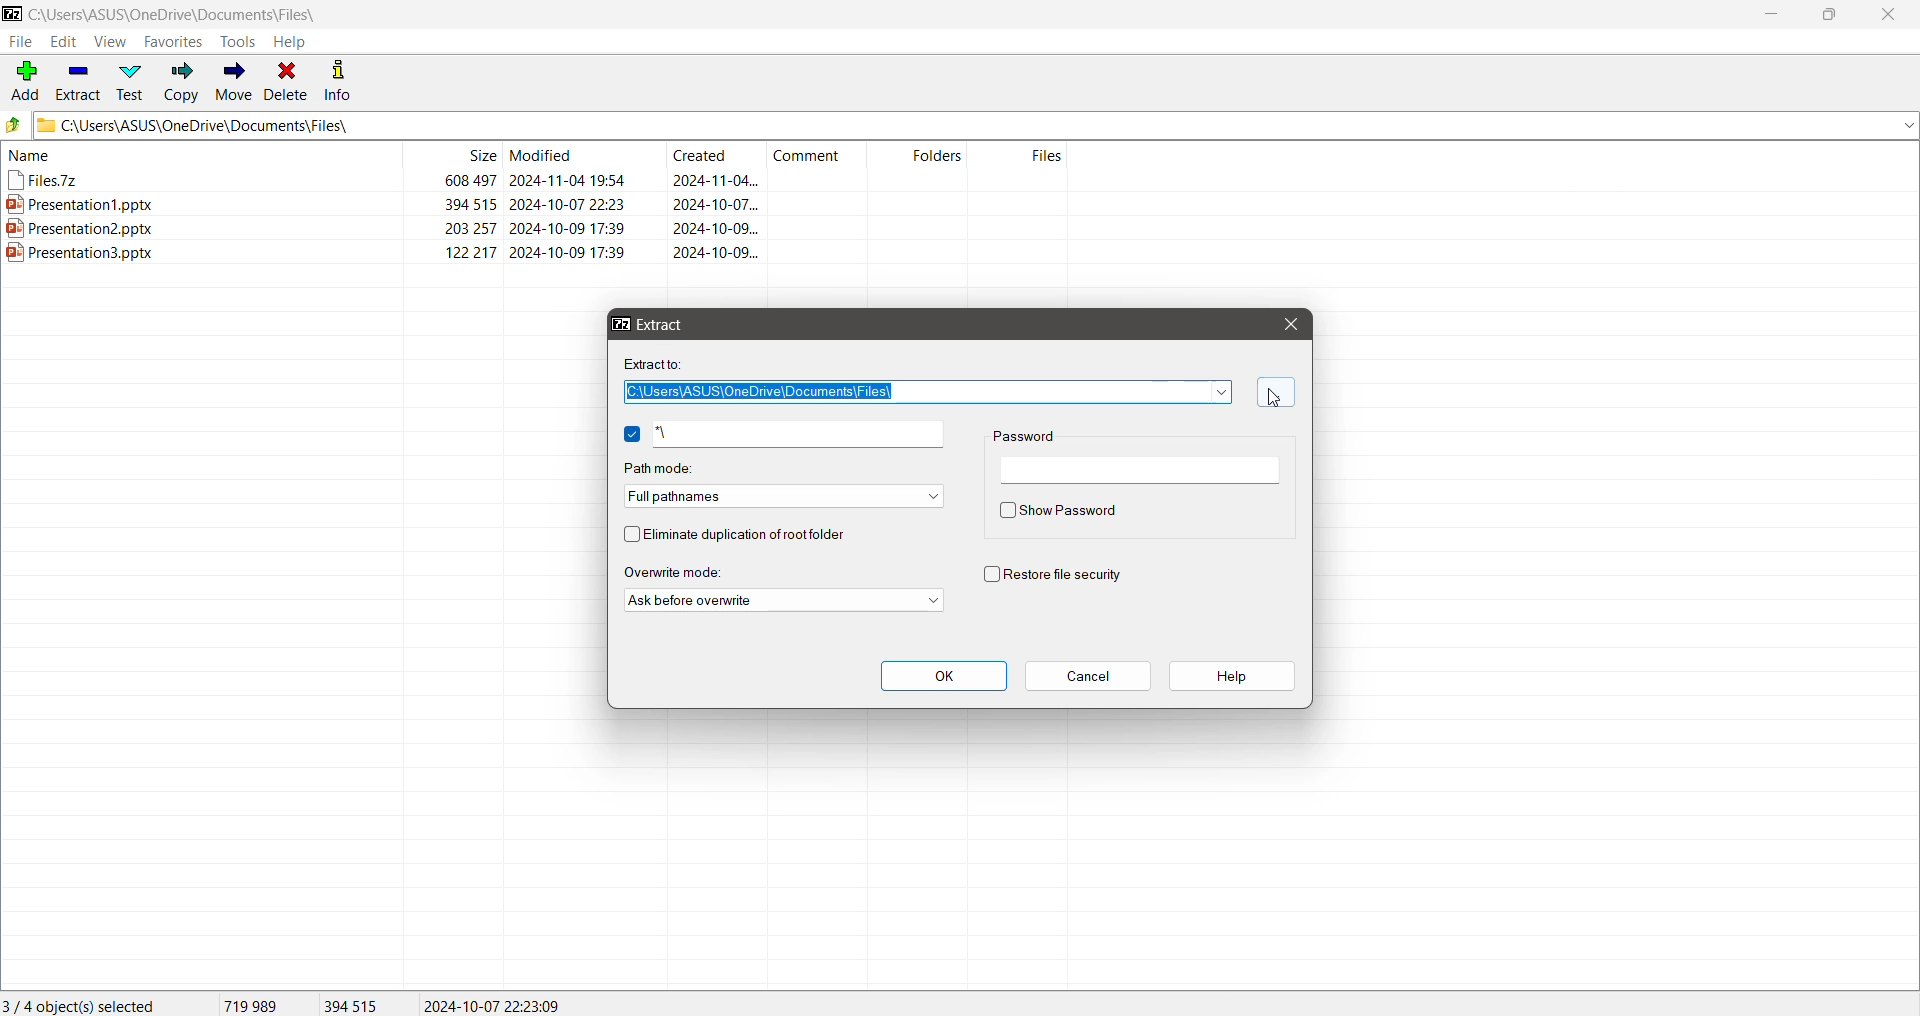 C:\Users\ASUS\OneDrive\Documents\Files\
File Edit View Favorites Tools Help
Add Extract Test Copy Move Delete Info
C:\Users\ASUS\OneDrive\Documents\Files\
Name Size Modified Created Comment Folders Files
Files.7z 608 497 2024-11-04 19:54 2024-11-04...
Presentation1.pptx 394 515 2024-10-07 22:23 2024-10-07...
Presentation2.pptx 203 257 2024-10-09 17:39 2024-10-09...
Presentation3.pptx 122 217 2024-10-09 17:39 2024-10-09...
Extract
Extract to:
C:\Users\ASUS\OneDrive\Documents\Files\
*\
Password
Path mode:
Full pathnames
Show Password
Eliminate duplication of root folder
Overwrite mode:
Restore file security
Ask before overwrite
OK Cancel Help
3 / 4 object(s) selected 719 989 394 515 2024-10-07 22:23:09